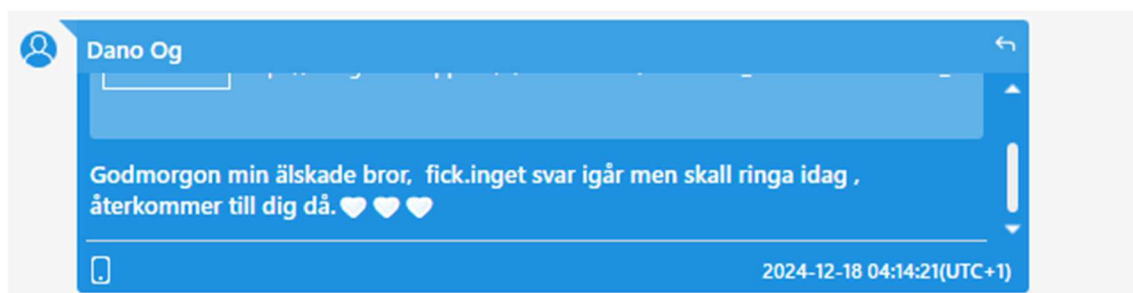 Dano Og
Godmorgon min älskade bror,  fick.inget svar igår men skall ringa idag ,
återkommer till dig då.🤍🤍🤍
2024-12-18 04:14:21(UTC+1)